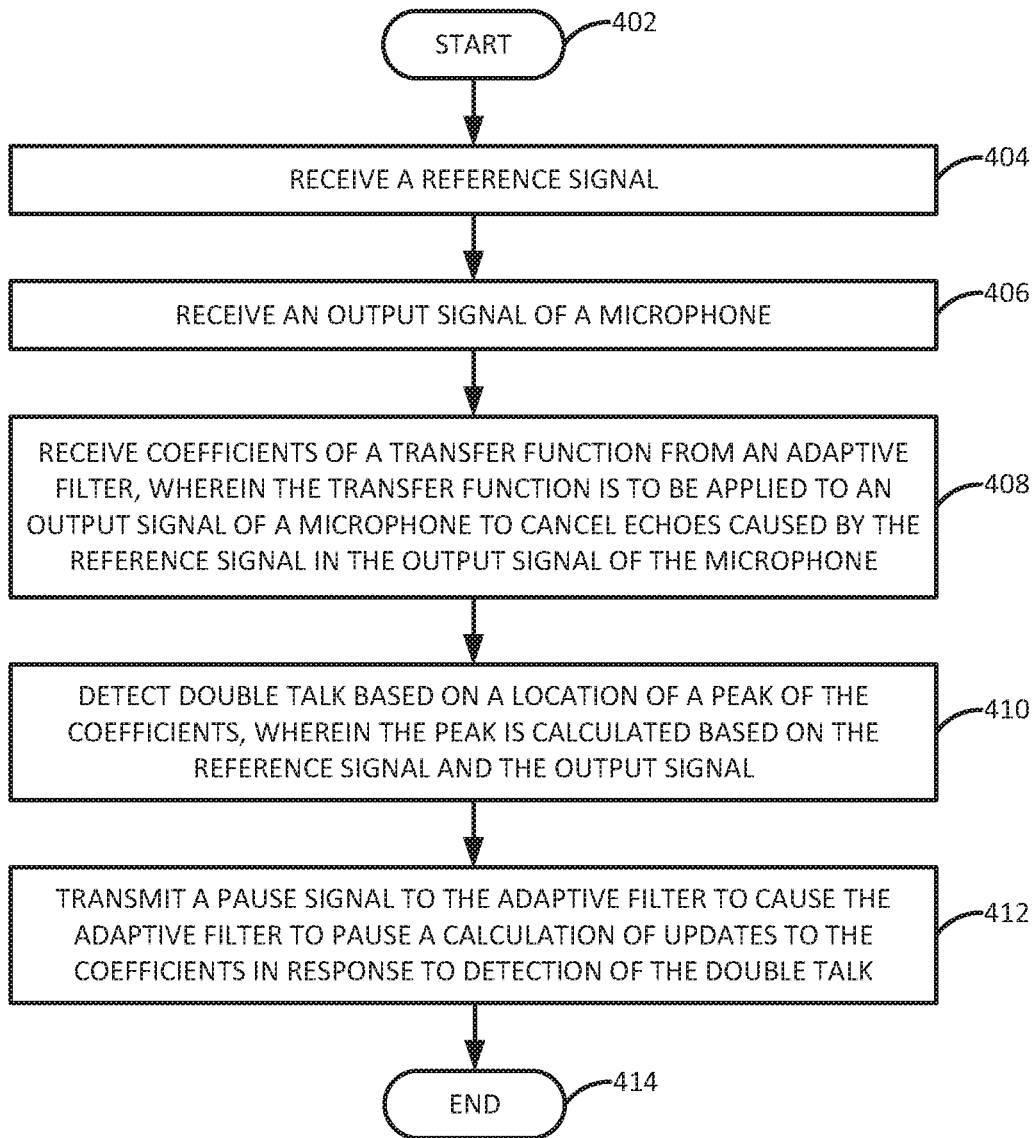 START
402
RECEIVE A REFERENCE SIGNAL
404
RECEIVE AN OUTPUT SIGNAL OF A MICROPHONE
406
RECEIVE COEFFICIENTS OF A TRANSFER FUNCTION FROM AN ADAPTIVE
FILTER, WHEREIN THE TRANSFER FUNCTION IS TO BE APPLIED TO AN
OUTPUT SIGNAL OF A MICROPHONE TO CANCEL ECHOES CAUSED BY THE
REFERENCE SIGNAL IN THE OUTPUT SIGNAL OF THE MICROPHONE
408
DETECT DOUBLE TALK BASED ON A LOCATION OF A PEAK OF THE
COEFFICIENTS, WHEREIN THE PEAK IS CALCULATED BASED ON THE
REFERENCE SIGNAL AND THE OUTPUT SIGNAL
410
TRANSMIT A PAUSE SIGNAL TO THE ADAPTIVE FILTER TO CAUSE THE
ADAPTIVE FILTER TO PAUSE A CALCULATION OF UPDATES TO THE
COEFFICIENTS IN RESPONSE TO DETECTION OF THE DOUBLE TALK
412
END
414